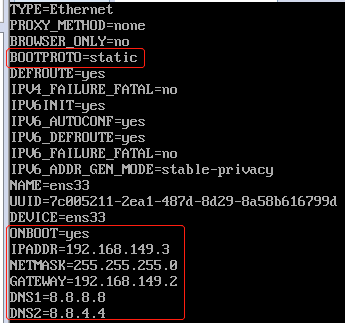 TYPE=Ethernet
PROXY_METHOD=none
BROWSER_ONLY=no
BOOTPROTO=static
DEFROUTE=yes
IPV4_FAILURE_FATAL=no
IPV6INIT=yes
IPV6_AUTOCONF=yes
IPV6_DEFROUTE=yes
IPV6_FAILURE_FATAL=no
IPV6_ADDR_GEN_MODE=stable-privacy
NAME=ens33
UUID=7c005211-2ea1-487d-8d29-8a58b616799d
DEVICE=ens33
ONBOOT=yes
IPADDR=192.168.149.3
NETMASK=255.255.255.0
GATEWAY=192.168.149.2
DNS1=8.8.8.8
DNS2=8.8.4.4